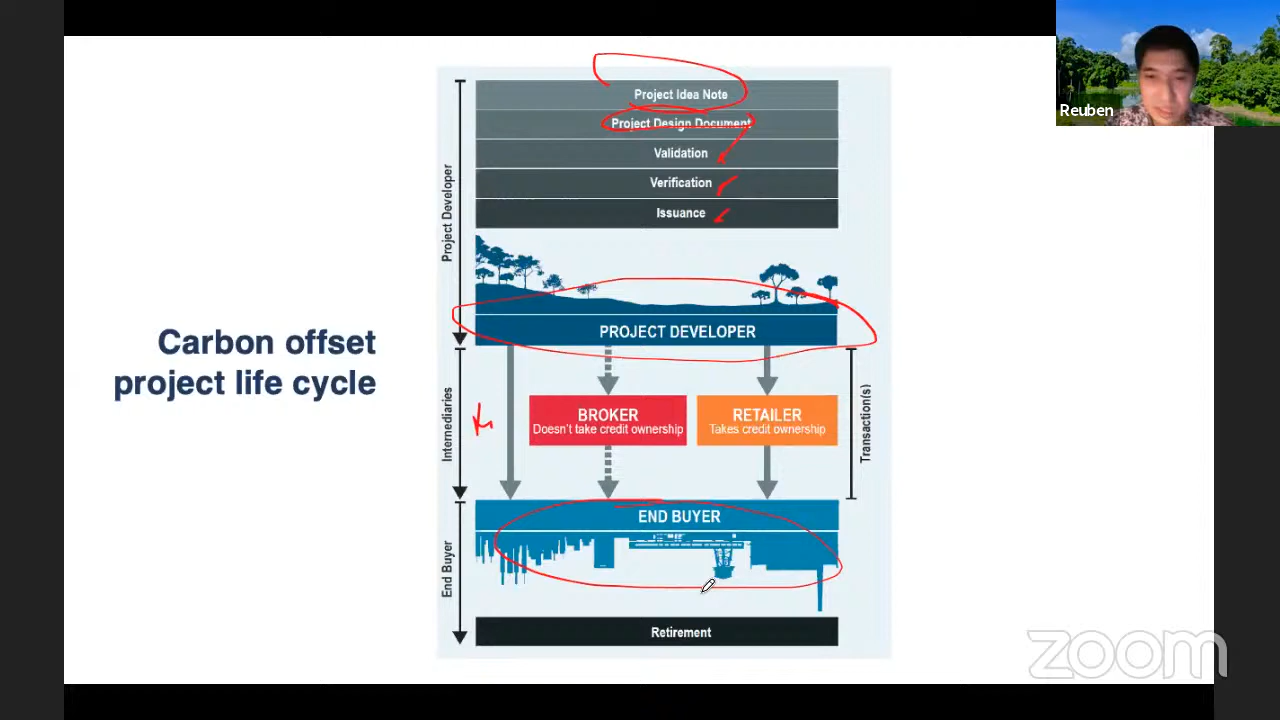 Reuben
Carbon offset
project life cycle
Project Developer
Project Idea Note
Project Design Document
Validation
Verification
Issuance
PROJECT DEVELOPER
Intermediaries
BROKER
Doesn't take credit ownership
RETAILER
Takes credit ownership
Transaction(s)
End Buyer
END BUYER
Retirement
zoom